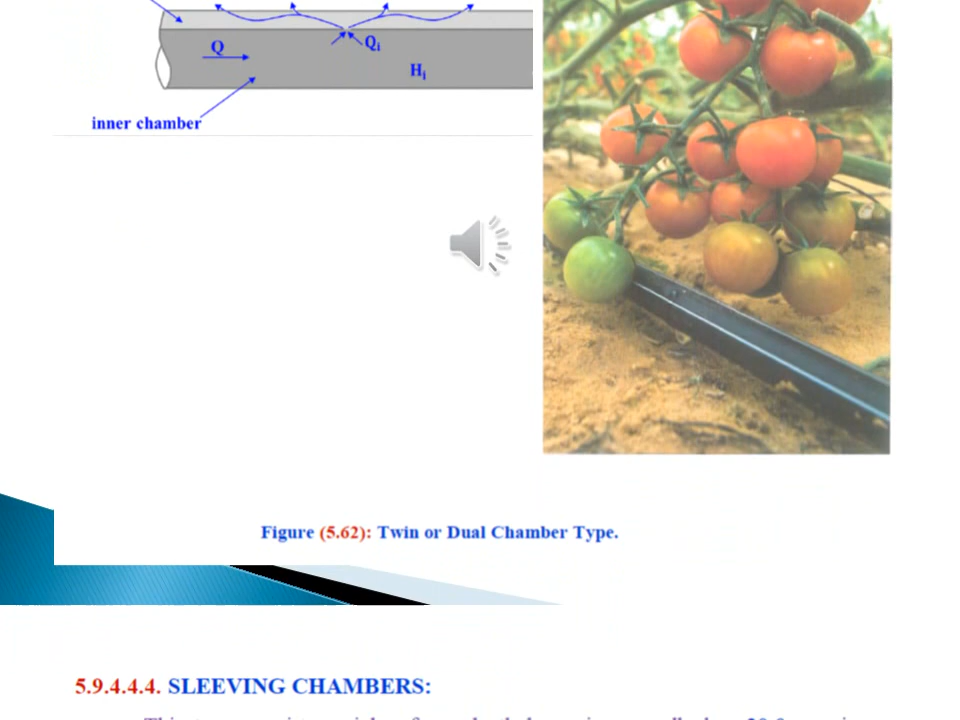 Q
Qi
Hi
inner chamber
Figure (5.62): Twin or Dual Chamber Type.
5.9.4.4.4. SLEEVING CHAMBERS: